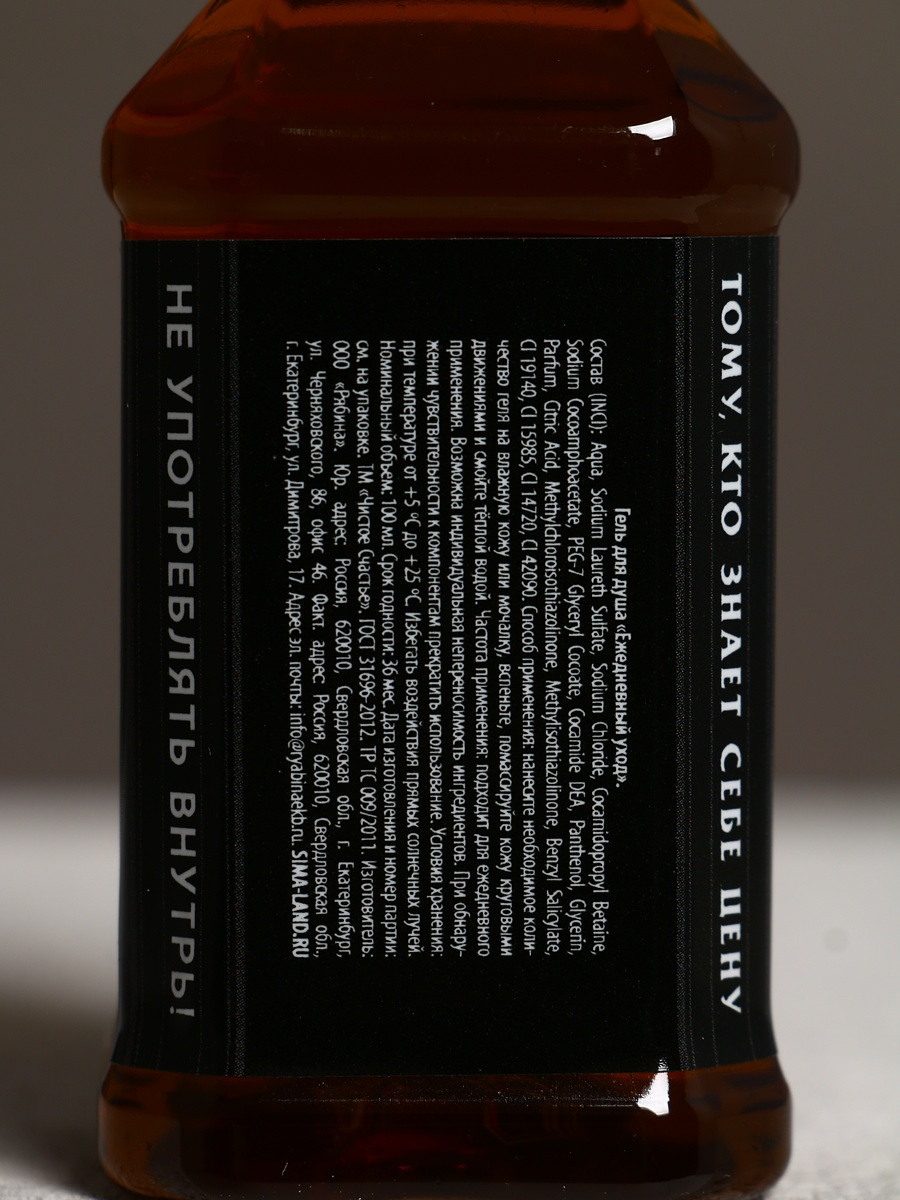 ТОМУ, КТО ЗНАЕТ СЕБЕ ЦЕНУ
Гель для душа «Ежедневный уход».
Состав (INCI): Aqua, Sodium Laureth Sulfate, Sodium Chloride, Cocamidopropyl Betaine,
Sodium Cocoamphoacetate, PEG-7 Glyceryl Cocoate, Cocamide DEA, Panthenol, Glycerin,
Parfum, Citric Acid, Methylchloroisothiazolinone, Methylisothiazolinone, Benzyl Salicylate,
CI 19140, CI 15985, CI 14720, CI 42090. Способ применения: нанесите необходимое коли-
чество геля на влажную кожу или мочалку, вспеньте, помассируйте кожу круговыми
движениями и смойте тёплой водой. Частота применения: подходит для ежедневного
применения. Возможна индивидуальная непереносимость ингредиентов. При обнару-
жении чувствительности к компонентам прекратить использование. Условия хранения:
при температуре от +5 °C до +25 °C. Избегать воздействия прямых солнечных лучей.
Номинальный объем: 100 мл. Срок годности: 36 мес. Дата изготовления и номер партии:
см. на упаковке. ТМ «Чистое Счастье», ГОСТ 31696-2012. ТР ТС 009/2011. Изготовитель:
ООО «Рябина». Юр. адрес: Россия, 620010, Свердловская обл., г. Екатеринбург,
ул. Черняховского, 86, офис 46. Факт. адрес: Россия, 620010, Свердловская обл.,
г. Екатеринбург, ул. Димитрова, 17. Адрес эл. почты: info@ryabinaekb.ru. SIMA-LAND.RU
НЕ УПОТРЕБЛЯТЬ ВНУТРЬ!